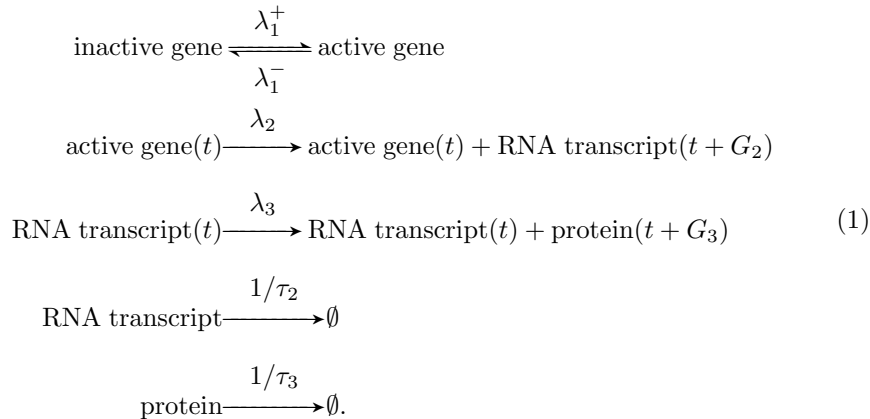 λ₁⁺
inactive gene ⇌ active gene
λ₁⁻
λ₂
active gene(t) ⟶ active gene(t) + RNA transcript(t + G₂)
λ₃
RNA transcript(t) ⟶ RNA transcript(t) + protein(t + G₃) (1)
1/τ₂
RNA transcript ⟶ ∅
1/τ₃
protein ⟶ ∅.